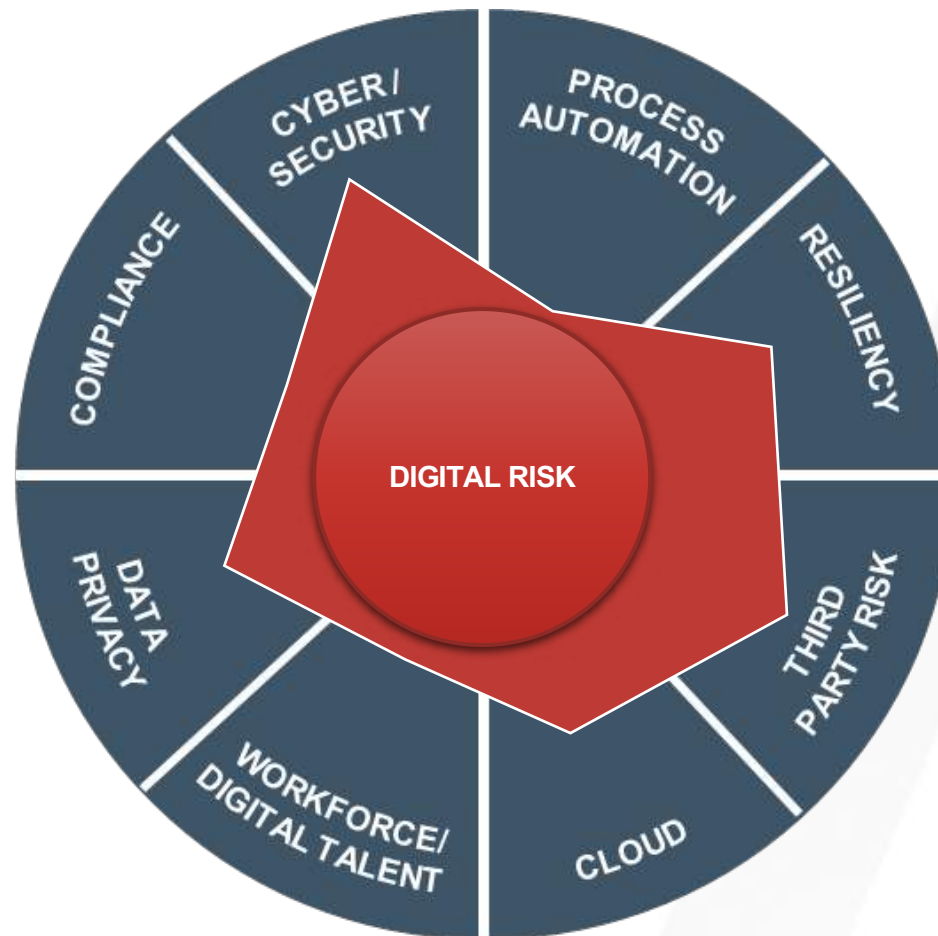 CYBER /
SECURITY
PROCESS
AUTOMATION
RESILIENCY
COMPLIANCE
DIGITAL RISK
DATA
PRIVACY
THIRD
PARTY RISK
WORKFORCE/
DIGITAL TALENT
CLOUD